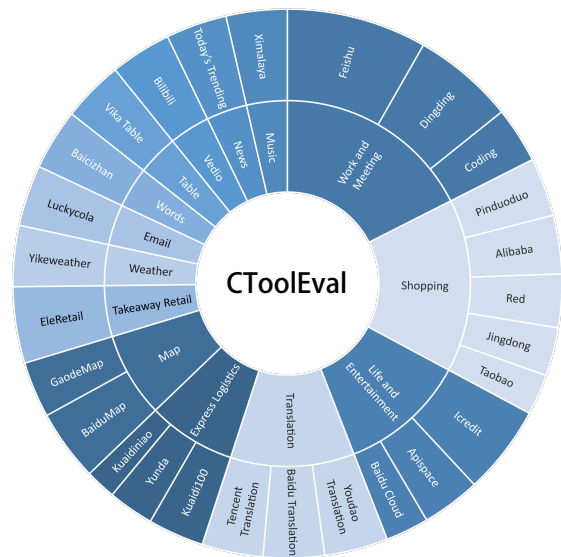 CToolEval
Work and
Meeting
Feishu
Dingding
Coding
Shopping
Pinduoduo
Alibaba
Red
Jingdong
Taobao
Life and
Entertainment
Icredit
Apispace
Baidu Cloud
Translation
Youdao
Translation
Baidu Translation
Tencent
Translation
Express Logistics
Kuaidi100
Yunda
Kuaidiniao
Map
BaiduMap
GaodeMap
Takeaway Retail
EleRetail
Weather
Yikeweather
Email
Luckycola
Words
Baicizhan
Table
Vika Table
Vedio
Bilibili
News
Today's Trending
Music
Ximalaya